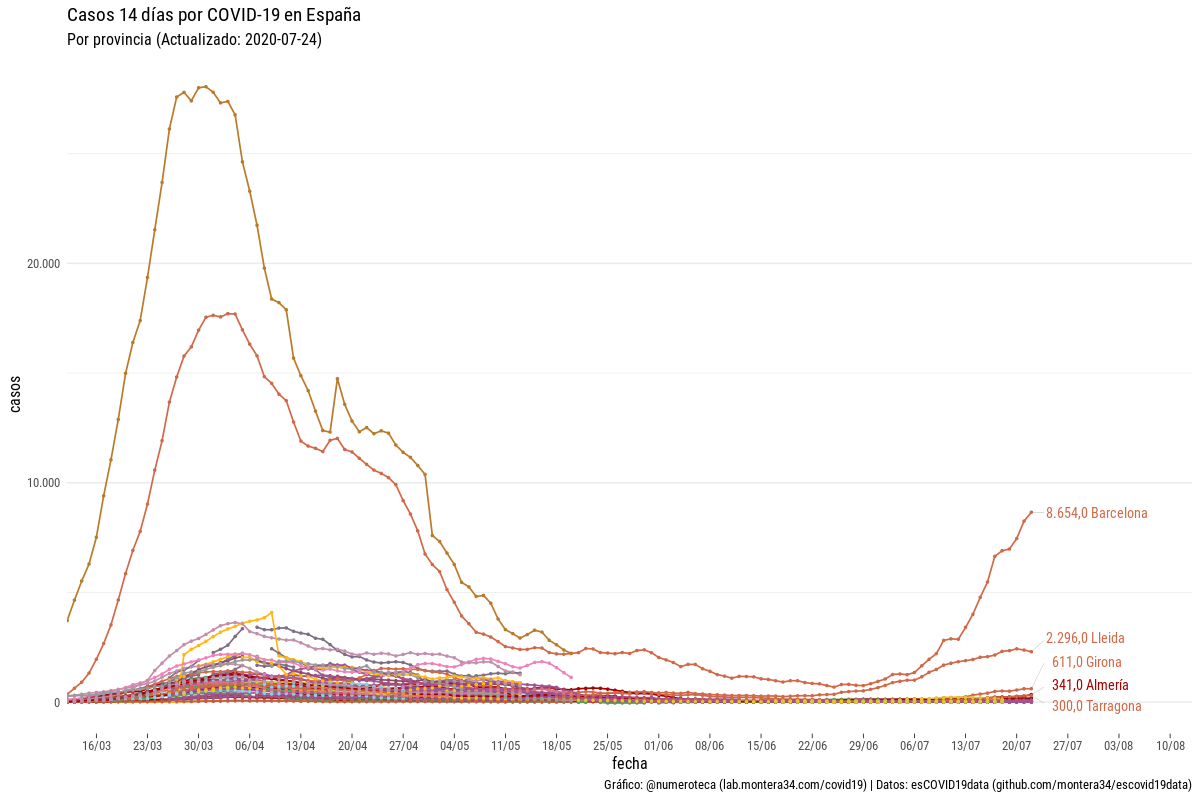 Casos 14 días por COVID-19 en España
Por provincia (Actualizado: 2020-07-24)
casos
20.000
10.000
0
8.654,0 Barcelona
2.296,0 Lleida
611,0 Girona
341,0 Almería
300,0 Tarragona
16/03 23/03 30/03 06/04 13/04 20/04 27/04 04/05 11/05 18/05 25/05 01/06 08/06 15/06 22/06 29/06 06/07 13/07 20/07 27/07 03/08 10/08
fecha
Gráfico: @numeroteca (lab.montera34.com/covid19) | Datos: esCOVID19data (github.com/montera34/escovid19data)